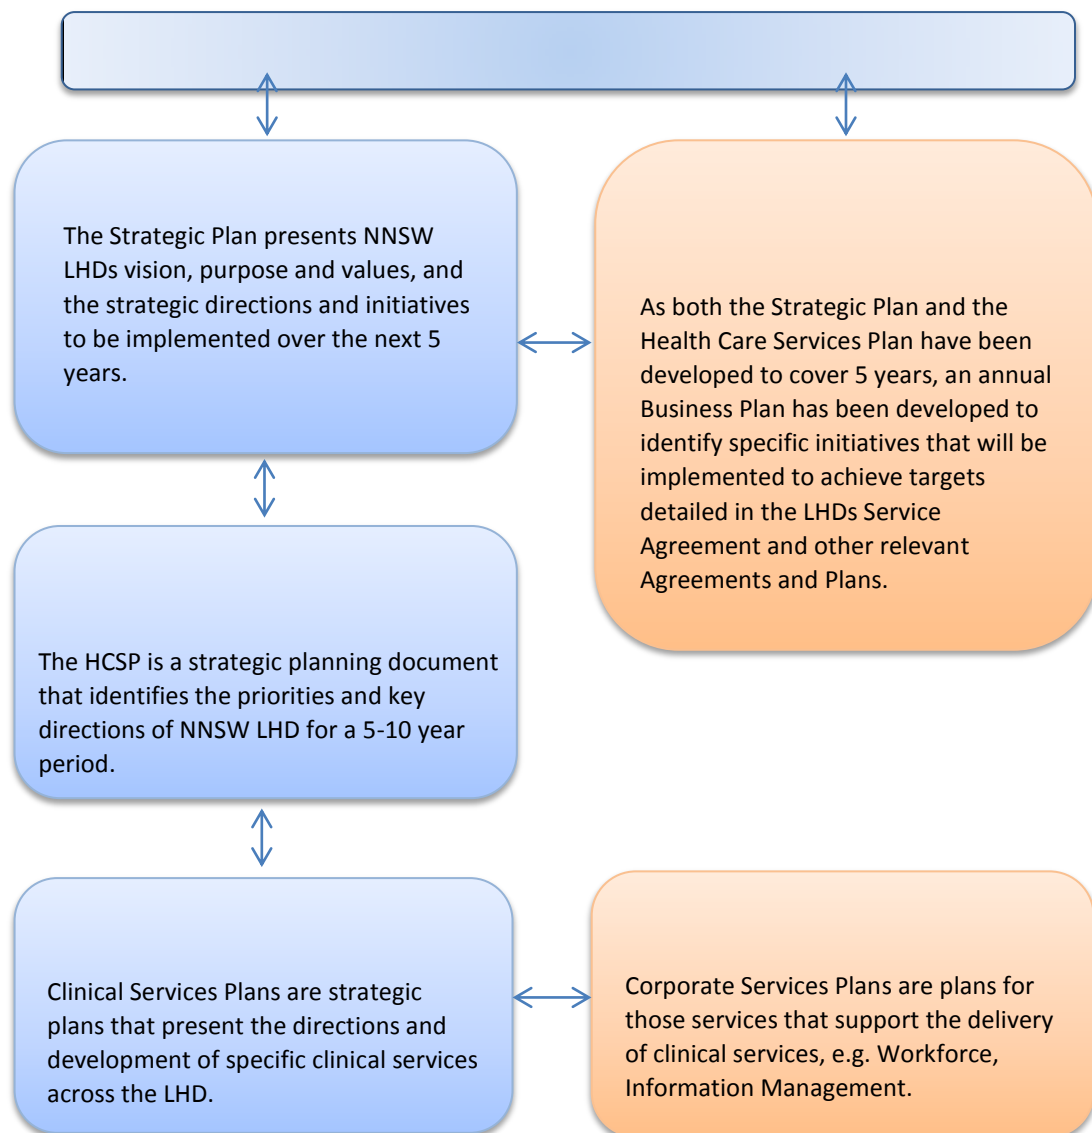 The Strategic Plan presents NNSW
LHDs vision, purpose and values, and
the strategic directions and initiatives
to be implemented over the next 5
years.
As both the Strategic Plan and the
Health Care Services Plan have been
developed to cover 5 years, an annual
Business Plan has been developed to
identify specific initiatives that will be
implemented to achieve targets
detailed in the LHDs Service
Agreement and other relevant
Agreements and Plans.
The HCSP is a strategic planning document
that identifies the priorities and key
directions of NNSW LHD for a 5-10 year
period.
Clinical Services Plans are strategic
plans that present the directions and
development of specific clinical services
across the LHD.
Corporate Services Plans are plans for
those services that support the delivery
of clinical services, e.g. Workforce,
Information Management.